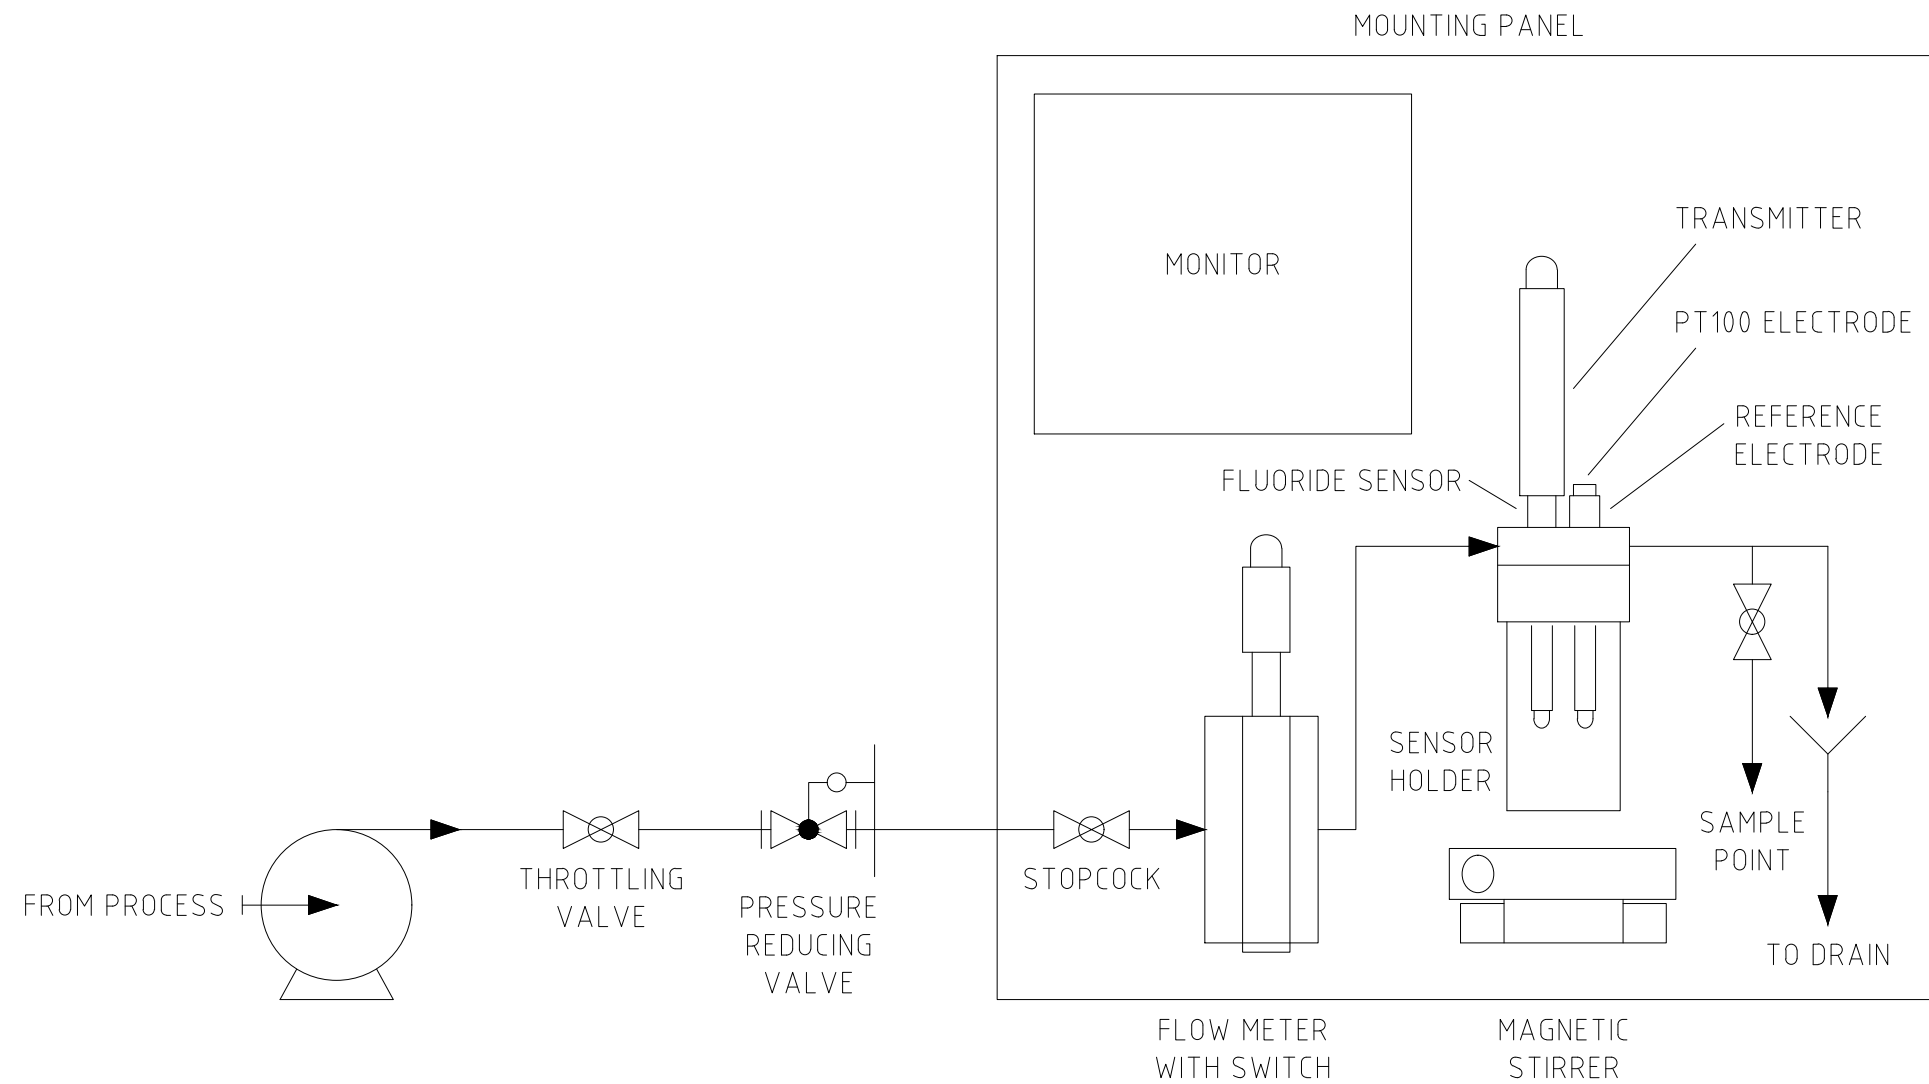 MOUNTING PANEL
MONITOR
TRANSMITTER
PT100 ELECTRODE
REFERENCE
ELECTRODE
FLUORIDE SENSOR
SENSOR
HOLDER
SAMPLE
POINT
TO DRAIN
FROM PROCESS
THROTTLING
VALVE
PRESSURE
REDUCING
VALVE
STOPCOCK
FLOW METER
WITH SWITCH
MAGNETIC
STIRRER